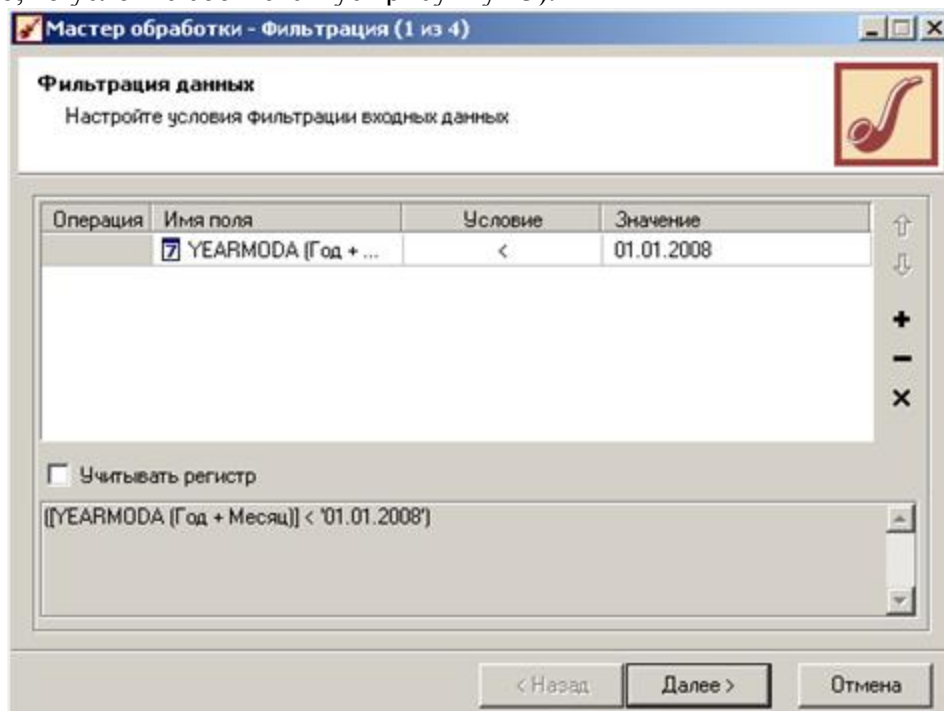 Мастер обработки - Фильтрация (1 из 4)
Фильтрация данных
Настройте условия фильтрации входных данных
Операция Имя поля Условие Значение
YEARMODA (Год + ... < 01.01.2008
Учитывать регистр
([YEARMODA (Год + Месяц)] < '01.01.2008')
< Назад Далее > Отмена